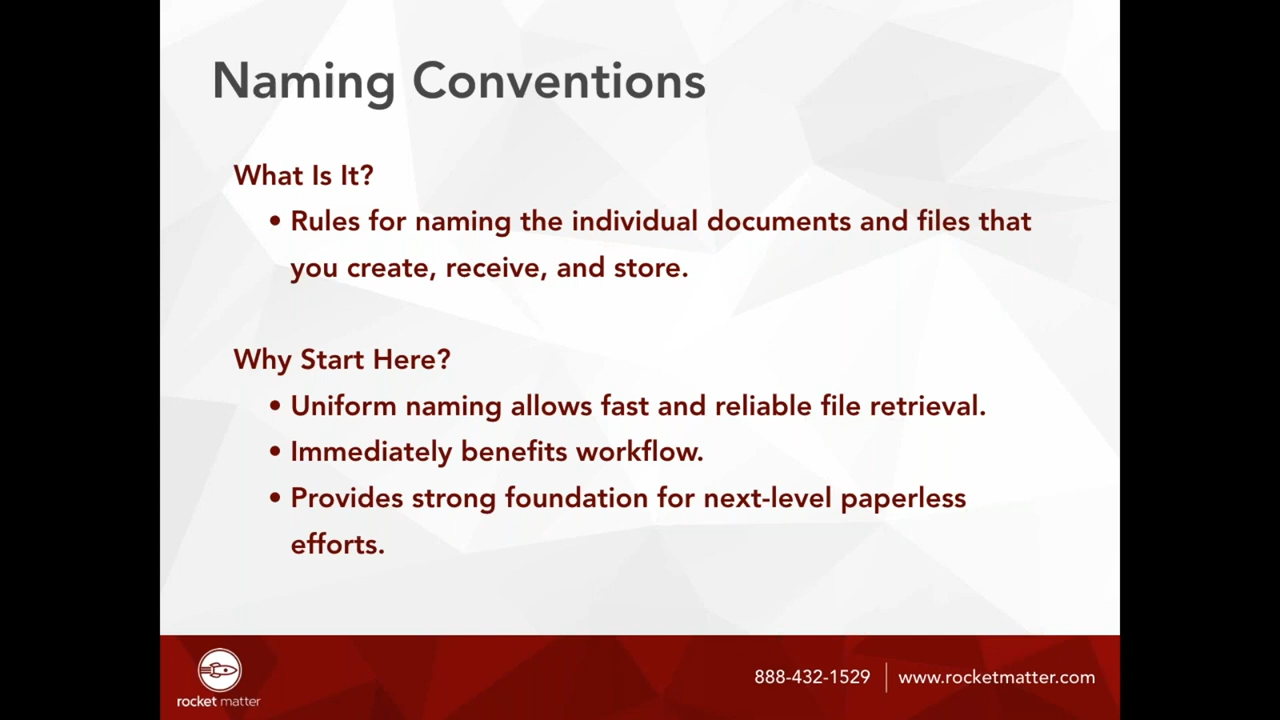 Naming Conventions
What Is It?
• Rules for naming the individual documents and files that
you create, receive, and store.
Why Start Here?
• Uniform naming allows fast and reliable file retrieval.
• Immediately benefits workflow.
• Provides strong foundation for next-level paperless
efforts.
rocket matter
888-432-1529 | www.rocketmatter.com